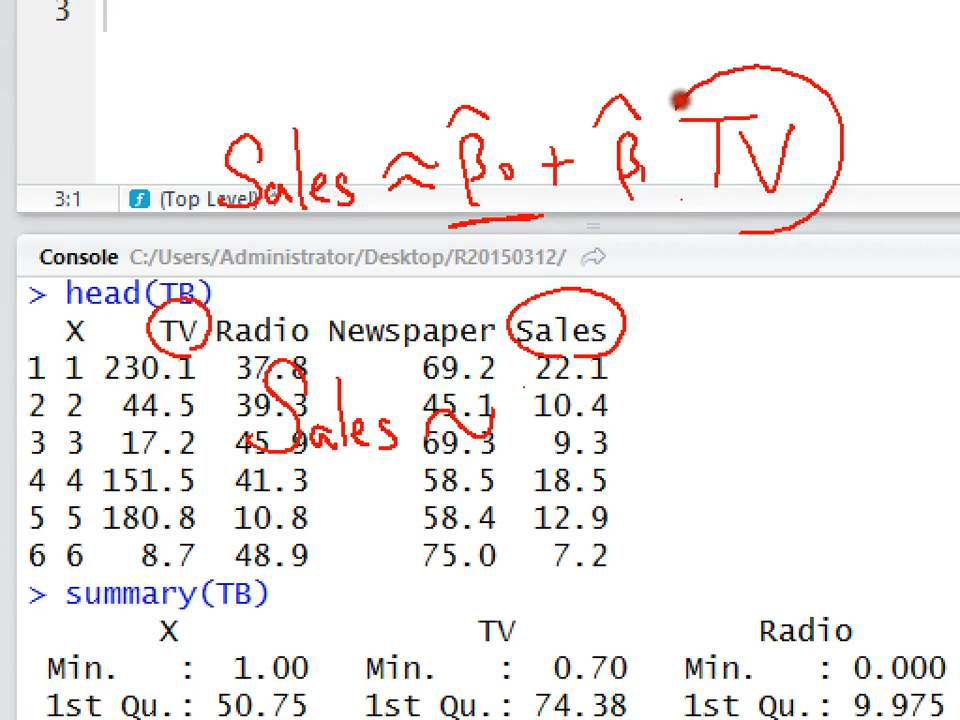 3
Sales ≈ β̂0 + β̂1 TV
3:1 (Top Level)
Console C:/Users/Administrator/Desktop/R20150312/
> head(TB)
X TV Radio Newspaper Sales
1 1 230.1 37.8 69.2 22.1
2 2 44.5 39.3 45.1 10.4
Sales ~
3 3 17.2 45.9 69.3 9.3
4 4 151.5 41.3 58.5 18.5
5 5 180.8 10.8 58.4 12.9
6 6 8.7 48.9 75.0 7.2
> summary(TB)
X TV Radio
Min. : 1.00 Min. : 0.70 Min. : 0.000
1st Qu.: 50.75 1st Qu.: 74.38 1st Qu.: 9.975